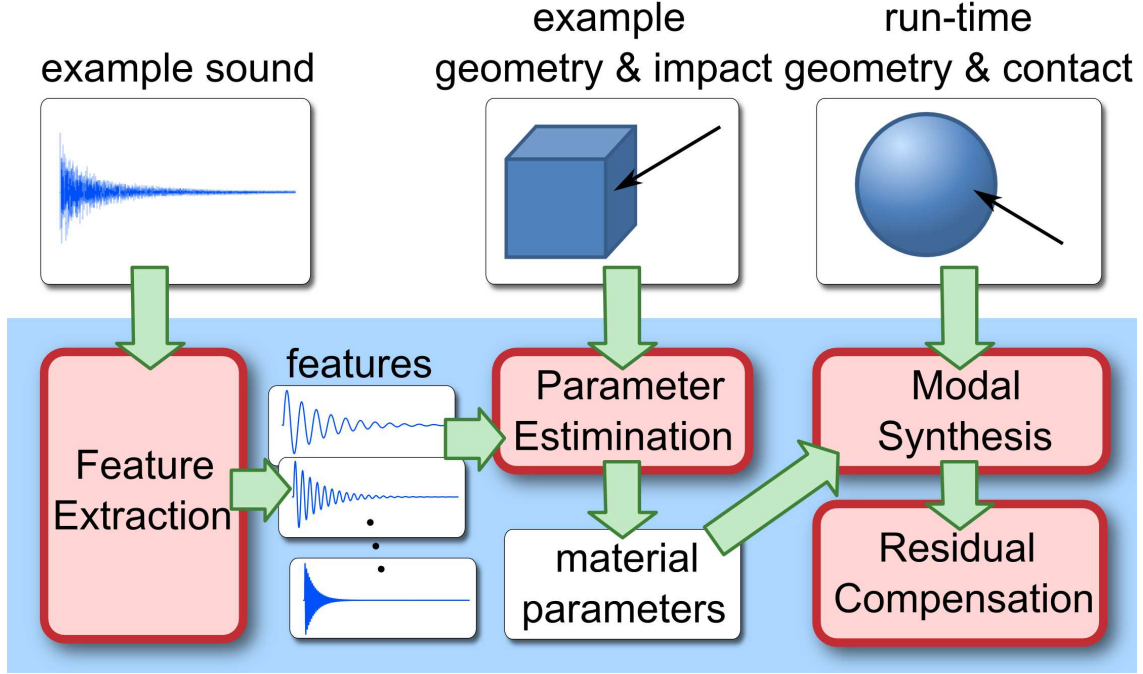 example sound
example
geometry & impact
run-time
geometry & contact
Feature
Extraction
features
Parameter
Estimination
material
parameters
Modal
Synthesis
Residual
Compensation